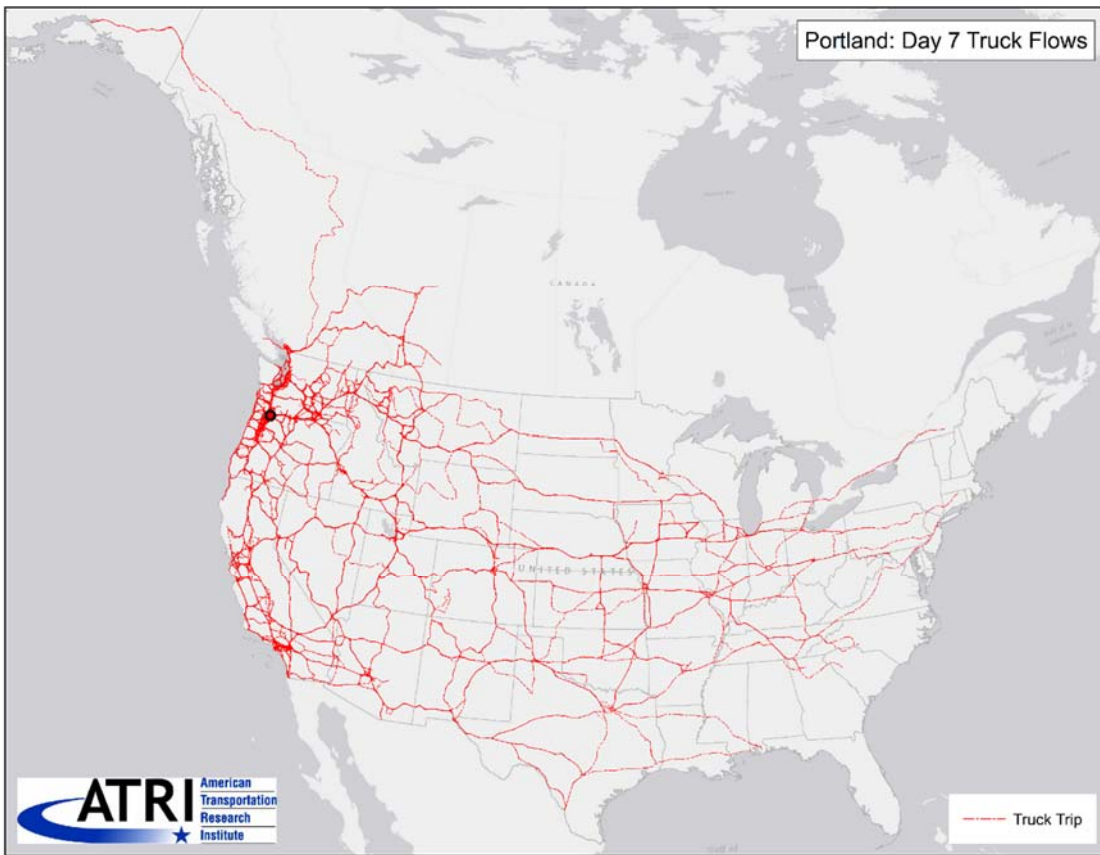 Portland: Day 7 Truck Flows
CANADA
UNITED STATES
ATRI
American
Transportation
Research
Institute
Truck Trip